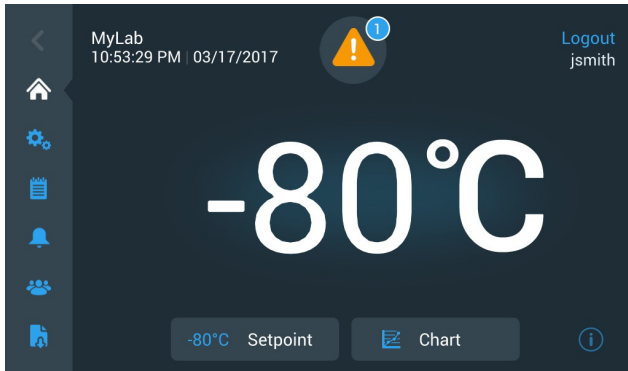 MyLab
10:53:29 PM | 03/17/2017
1
Logout
jsmith
-80°C
-80°C Setpoint
Chart